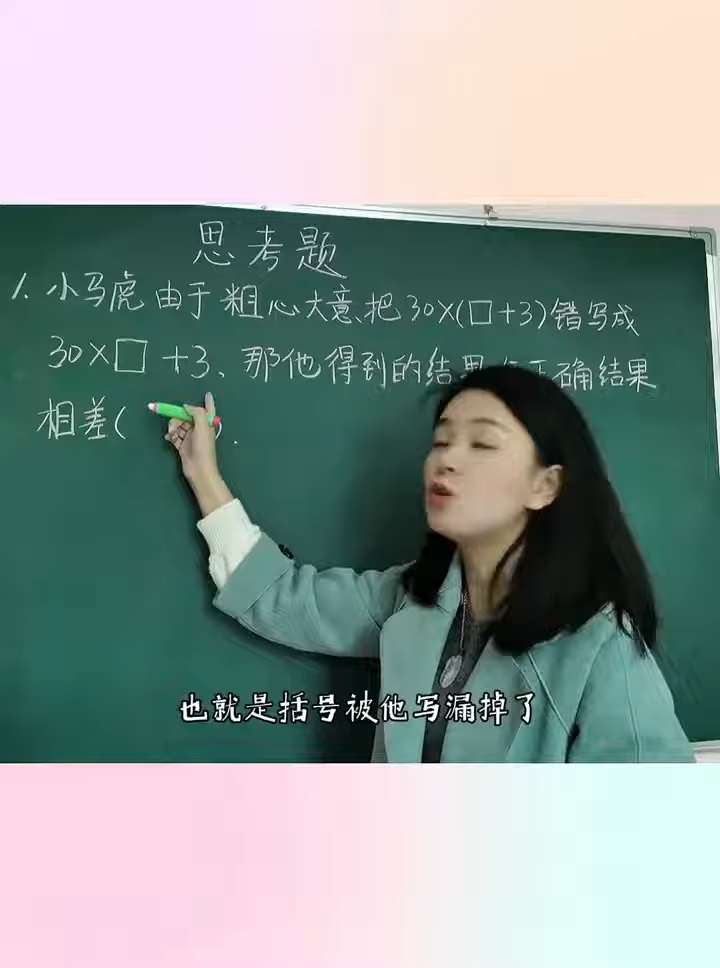 思考题
1. 小马虎由于粗心大意、把30×(□+3)错写成
30×□+3、那他得到的结果 正确结果
相差( ).
也就是括号被他写漏掉了